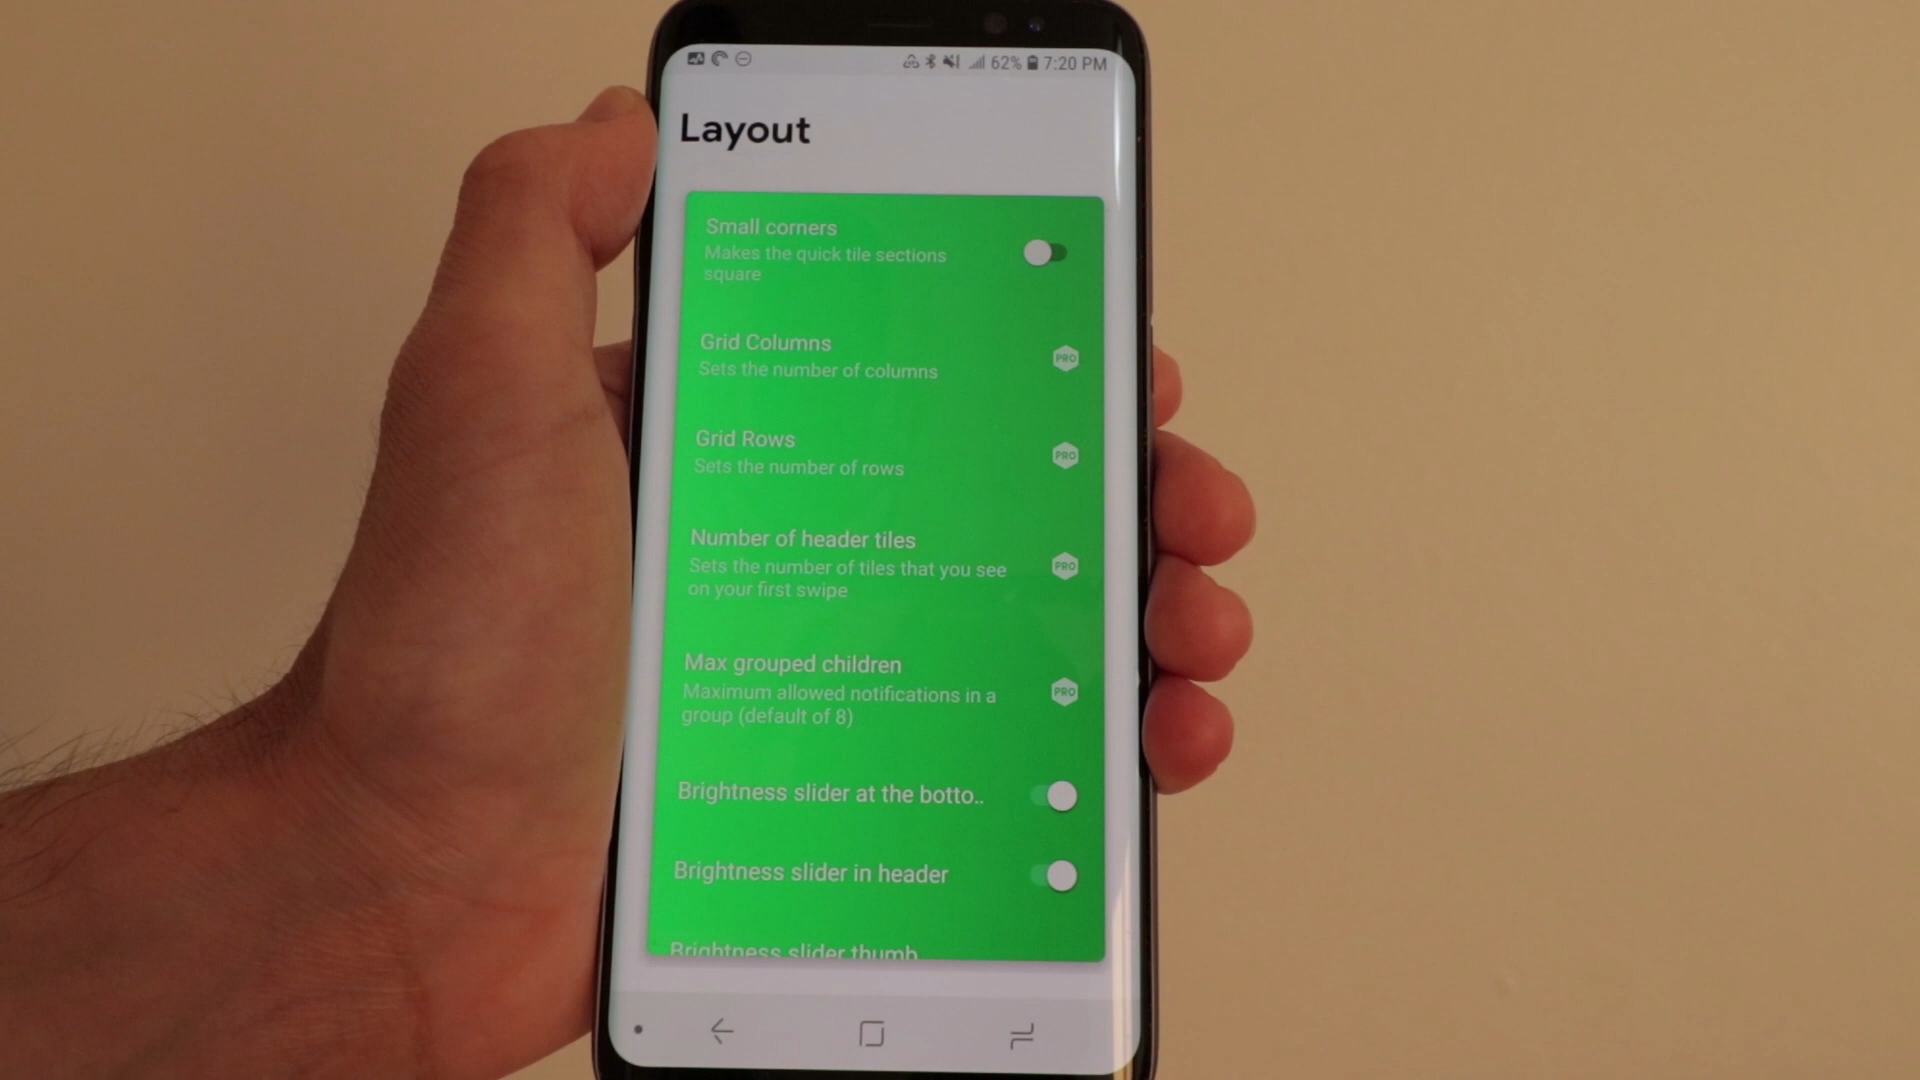 62% 7:20 PM
Layout
Small corners
Makes the quick tile sections
square
Grid Columns
Sets the number of columns
PRO
Grid Rows
Sets the number of rows
PRO
Number of header tiles
Sets the number of tiles that you see
on your first swipe
PRO
Max grouped children
Maximum allowed notifications in a
group (default of 8)
PRO
Brightness slider at the botto..
Brightness slider in header
Brightness slider thumb